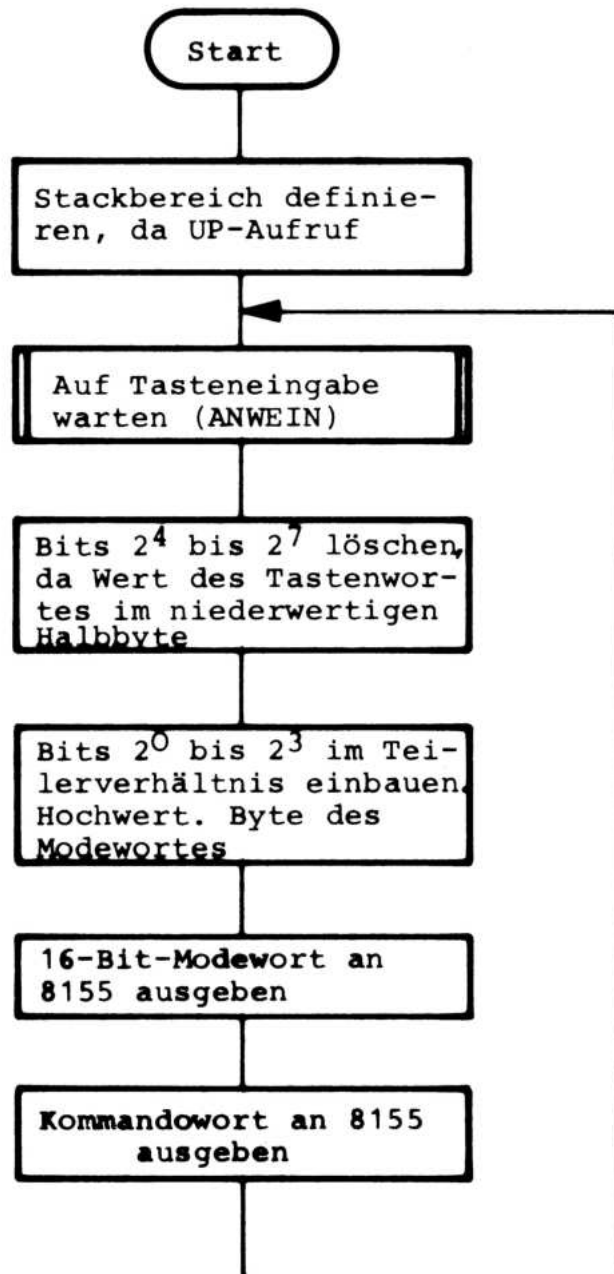 Start
Stackbereich definie-
ren, da UP-Aufruf
Auf Tasteneingabe
warten (ANWEIN)
Bits 2⁴ bis 2⁷ löschen,
da Wert des Tastenwor-
tes im niederwertigen
Halbbyte
Bits 2⁰ bis 2³ im Tei-
lerverhältnis einbauen.
Hochwert. Byte des
Modewortes
16-Bit-Modewort an
8155 ausgeben
Kommandowort an 8155
ausgeben